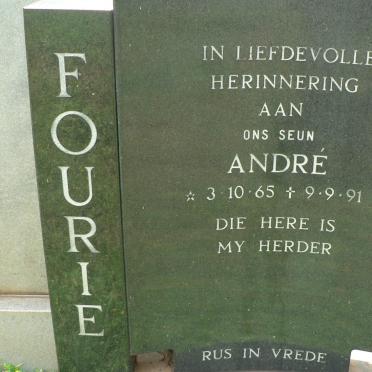 FOURIE
IN LIEFDEVOLLE
HERINNERING
AAN
ONS SEUN
ANDRÉ
☆ 3·10·65 ✝ 9·9·91
DIE HERE IS
MY HERDER
RUS IN VREDE